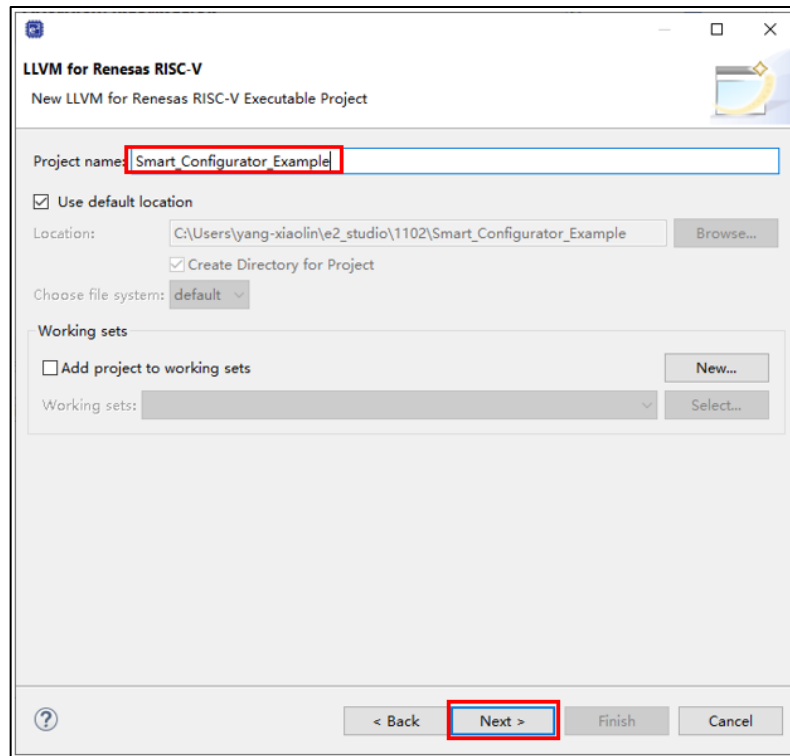 LLVM for Renesas RISC-V
New LLVM for Renesas RISC-V Executable Project
Project name: Smart_Configurator_Example
Use default location
Location: C:\Users\yang-xiaolin\e2_studio\1102\Smart_Configurator_Example Browse...
Create Directory for Project
Choose file system: default
Working sets
Add project to working sets New...
Working sets: Select...
? < Back Next > Finish Cancel